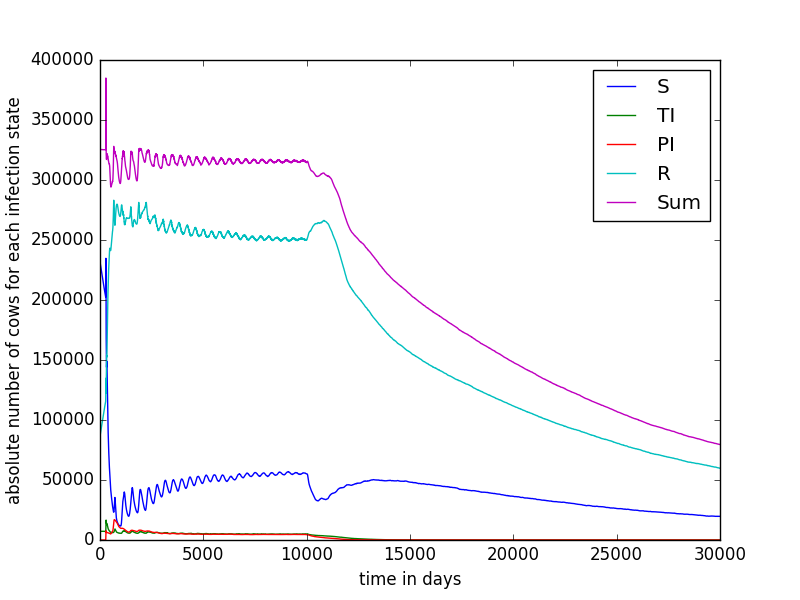 400000
350000
300000
250000
200000
150000
100000
50000
0
0
5000
10000
15000
20000
25000
30000
time in days
absolute number of cows for each infection state
S
TI
PI
R
Sum